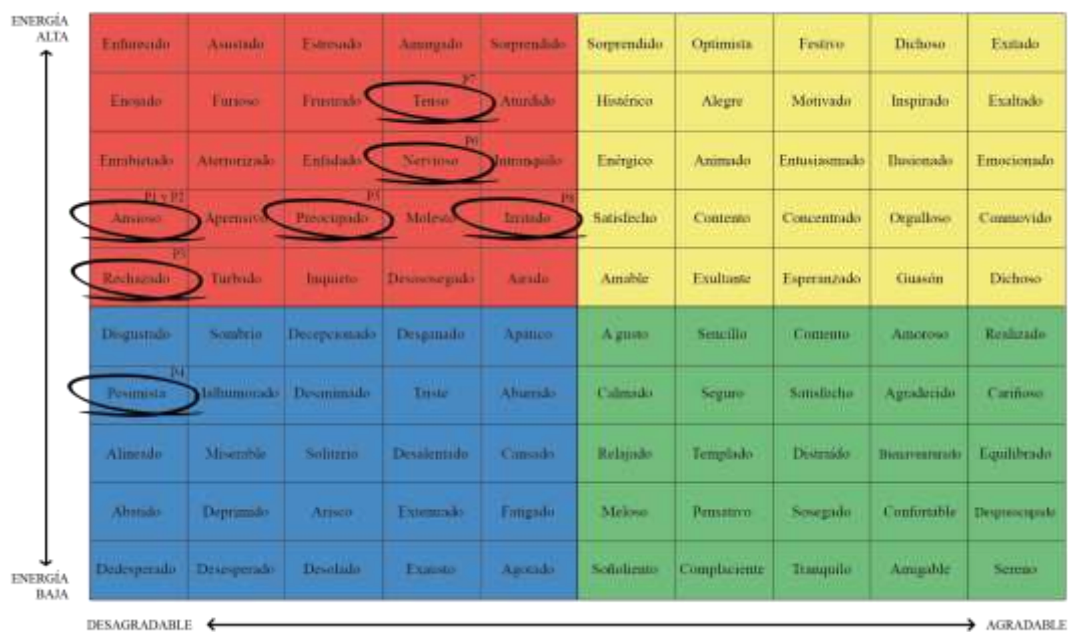 ENERGÍA
ALTA
Enfurecido Asustado Estresado Amargado Sorprendido Sorprendido Optimista Festivo Dichoso Exitado
P7
Enojado Furioso Frustrado Tenso Aturdido Histérico Alegre Motivado Inspirado Exaltado
P6
Enrabietado Aterrorizado Enfadado Nervioso Intranquilo Enérgico Animado Entusiasmado Ilusionado Emocionado
P1 y P2 P5 P8
Ansioso Aprensivo Preocupado Molesto Irritado Satisfecho Contento Concentrado Orgulloso Conmovido
P3
Rechazado Turbado Inquieto Desasosegado Airado Amable Exultante Esperanzado Guasón Dichoso
Disgustado Sombrío Decepcionado Desganado Apático A gusto Sencillo Contento Amoroso Realizado
P4
Pesimista Malhumorado Desanimado Triste Aburrido Calmado Seguro Satisfecho Agradecido Cariñoso
Alineado Miserable Solitario Desalentado Cansado Relajado Templado Distraído Bienaventurado Equilibrado
Abatido Deprimido Arisco Extenuado Fatigado Meloso Pensativo Sosegado Confortable Despreocupado
Dedesperado Desesperado Desolado Exausto Agotado Soñoliento Complaciente Tranquilo Amigable Sereno
ENERGÍA
BAJA
DESAGRADABLE AGRADABLE